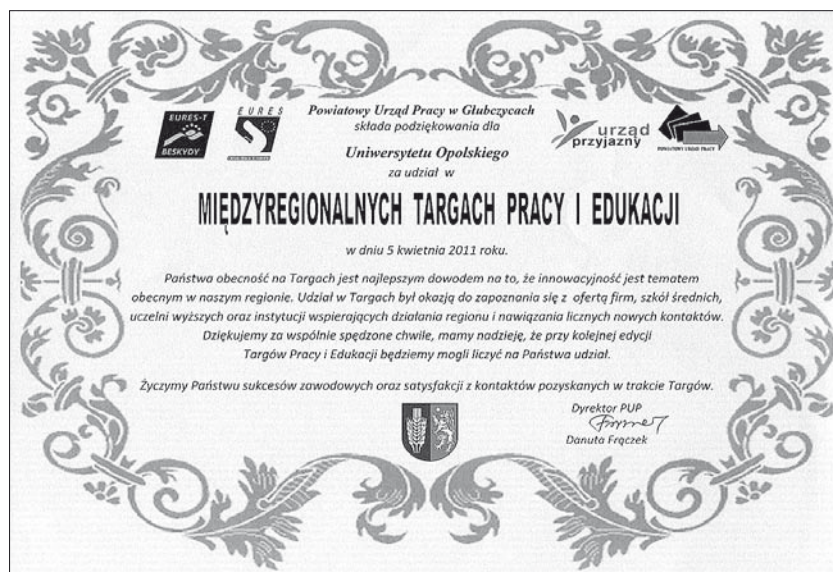 EURES-T
BESKYDY
EURES
Powiatowy Urząd Pracy w Głubczycach
składa podziękowania dla
urząd
przyjazny
POWIATOWY URZĄD PRACY
Uniwersytetu Opolskiego
za udział w
MIĘDZYREGIONALNYCH TARGACH PRACY I EDUKACJI
w dniu 5 kwietnia 2011 roku.
Państwa obecność na Targach jest najlepszym dowodem na to, że innowacyjność jest tematem
obecnym w naszym regionie. Udział w Targach był okazją do zapoznania się z ofertą firm, szkół średnich,
uczelni wyższych oraz instytucji wspierających działania regionu i nawiązania licznych nowych kontaktów.
Dziękujemy za wspólnie spędzone chwile, mamy nadzieję, że przy kolejnej edycji
Targów Pracy i Edukacji będziemy mogli liczyć na Państwa udział.
Życzymy Państwu sukcesów zawodowych oraz satysfakcji z kontaktów pozyskanych w trakcie Targów.
Dyrektor PUP
Danuta Frączek